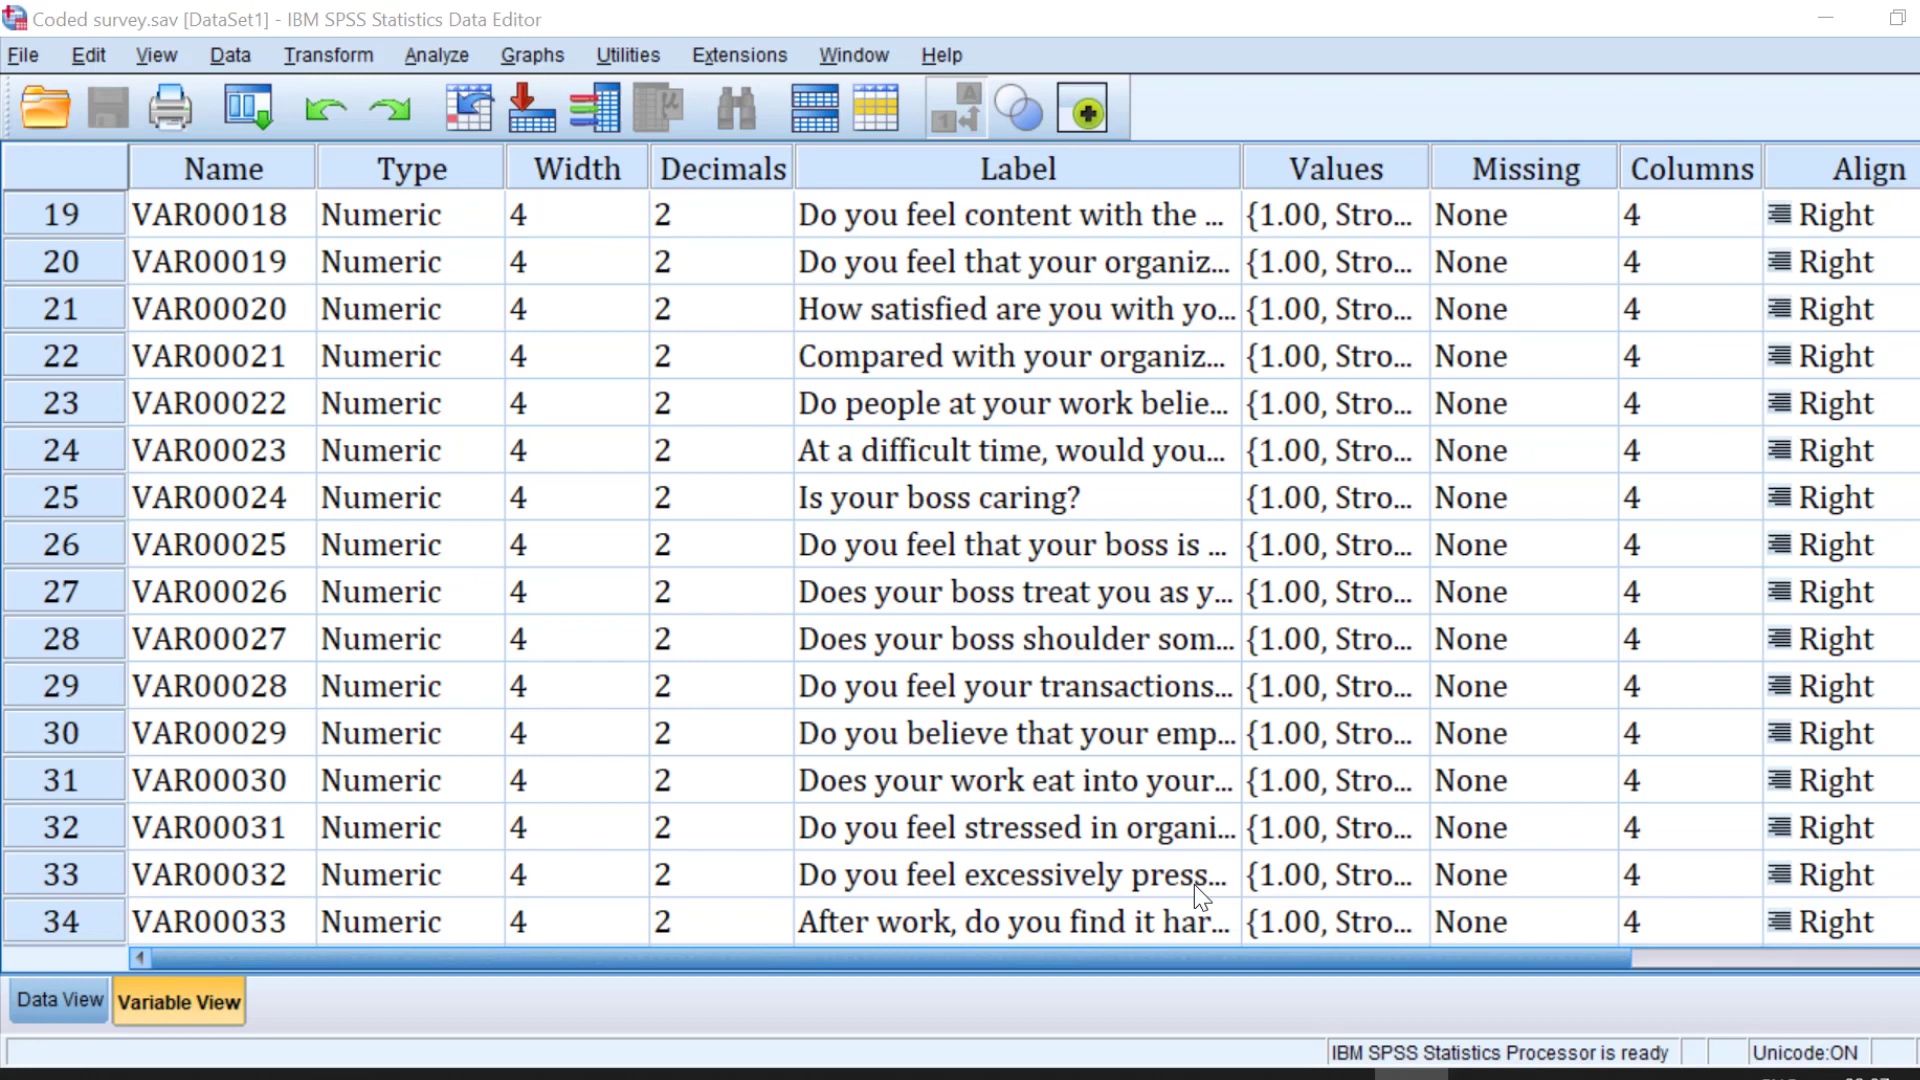 Coded survey.sav [DataSet1] - IBM SPSS Statistics Data Editor
File Edit View Data Transform Analyze Graphs Utilities Extensions Window Help
Name Type Width Decimals Label Values Missing Columns Align
19 VAR00018 Numeric 4 2 Do you feel content with the ... {1.00, Stro... None 4 Right
20 VAR00019 Numeric 4 2 Do you feel that your organiz... {1.00, Stro... None 4 Right
21 VAR00020 Numeric 4 2 How satisfied are you with yo... {1.00, Stro... None 4 Right
22 VAR00021 Numeric 4 2 Compared with your organiz... {1.00, Stro... None 4 Right
23 VAR00022 Numeric 4 2 Do people at your work belie... {1.00, Stro... None 4 Right
24 VAR00023 Numeric 4 2 At a difficult time, would you... {1.00, Stro... None 4 Right
25 VAR00024 Numeric 4 2 Is your boss caring? {1.00, Stro... None 4 Right
26 VAR00025 Numeric 4 2 Do you feel that your boss is ... {1.00, Stro... None 4 Right
27 VAR00026 Numeric 4 2 Does your boss treat you as y... {1.00, Stro... None 4 Right
28 VAR00027 Numeric 4 2 Does your boss shoulder som... {1.00, Stro... None 4 Right
29 VAR00028 Numeric 4 2 Do you feel your transactions... {1.00, Stro... None 4 Right
30 VAR00029 Numeric 4 2 Do you believe that your emp... {1.00, Stro... None 4 Right
31 VAR00030 Numeric 4 2 Does your work eat into your... {1.00, Stro... None 4 Right
32 VAR00031 Numeric 4 2 Do you feel stressed in organi... {1.00, Stro... None 4 Right
33 VAR00032 Numeric 4 2 Do you feel excessively press... {1.00, Stro... None 4 Right
34 VAR00033 Numeric 4 2 After work, do you find it har... {1.00, Stro... None 4 Right
Data View Variable View
IBM SPSS Statistics Processor is ready Unicode:ON